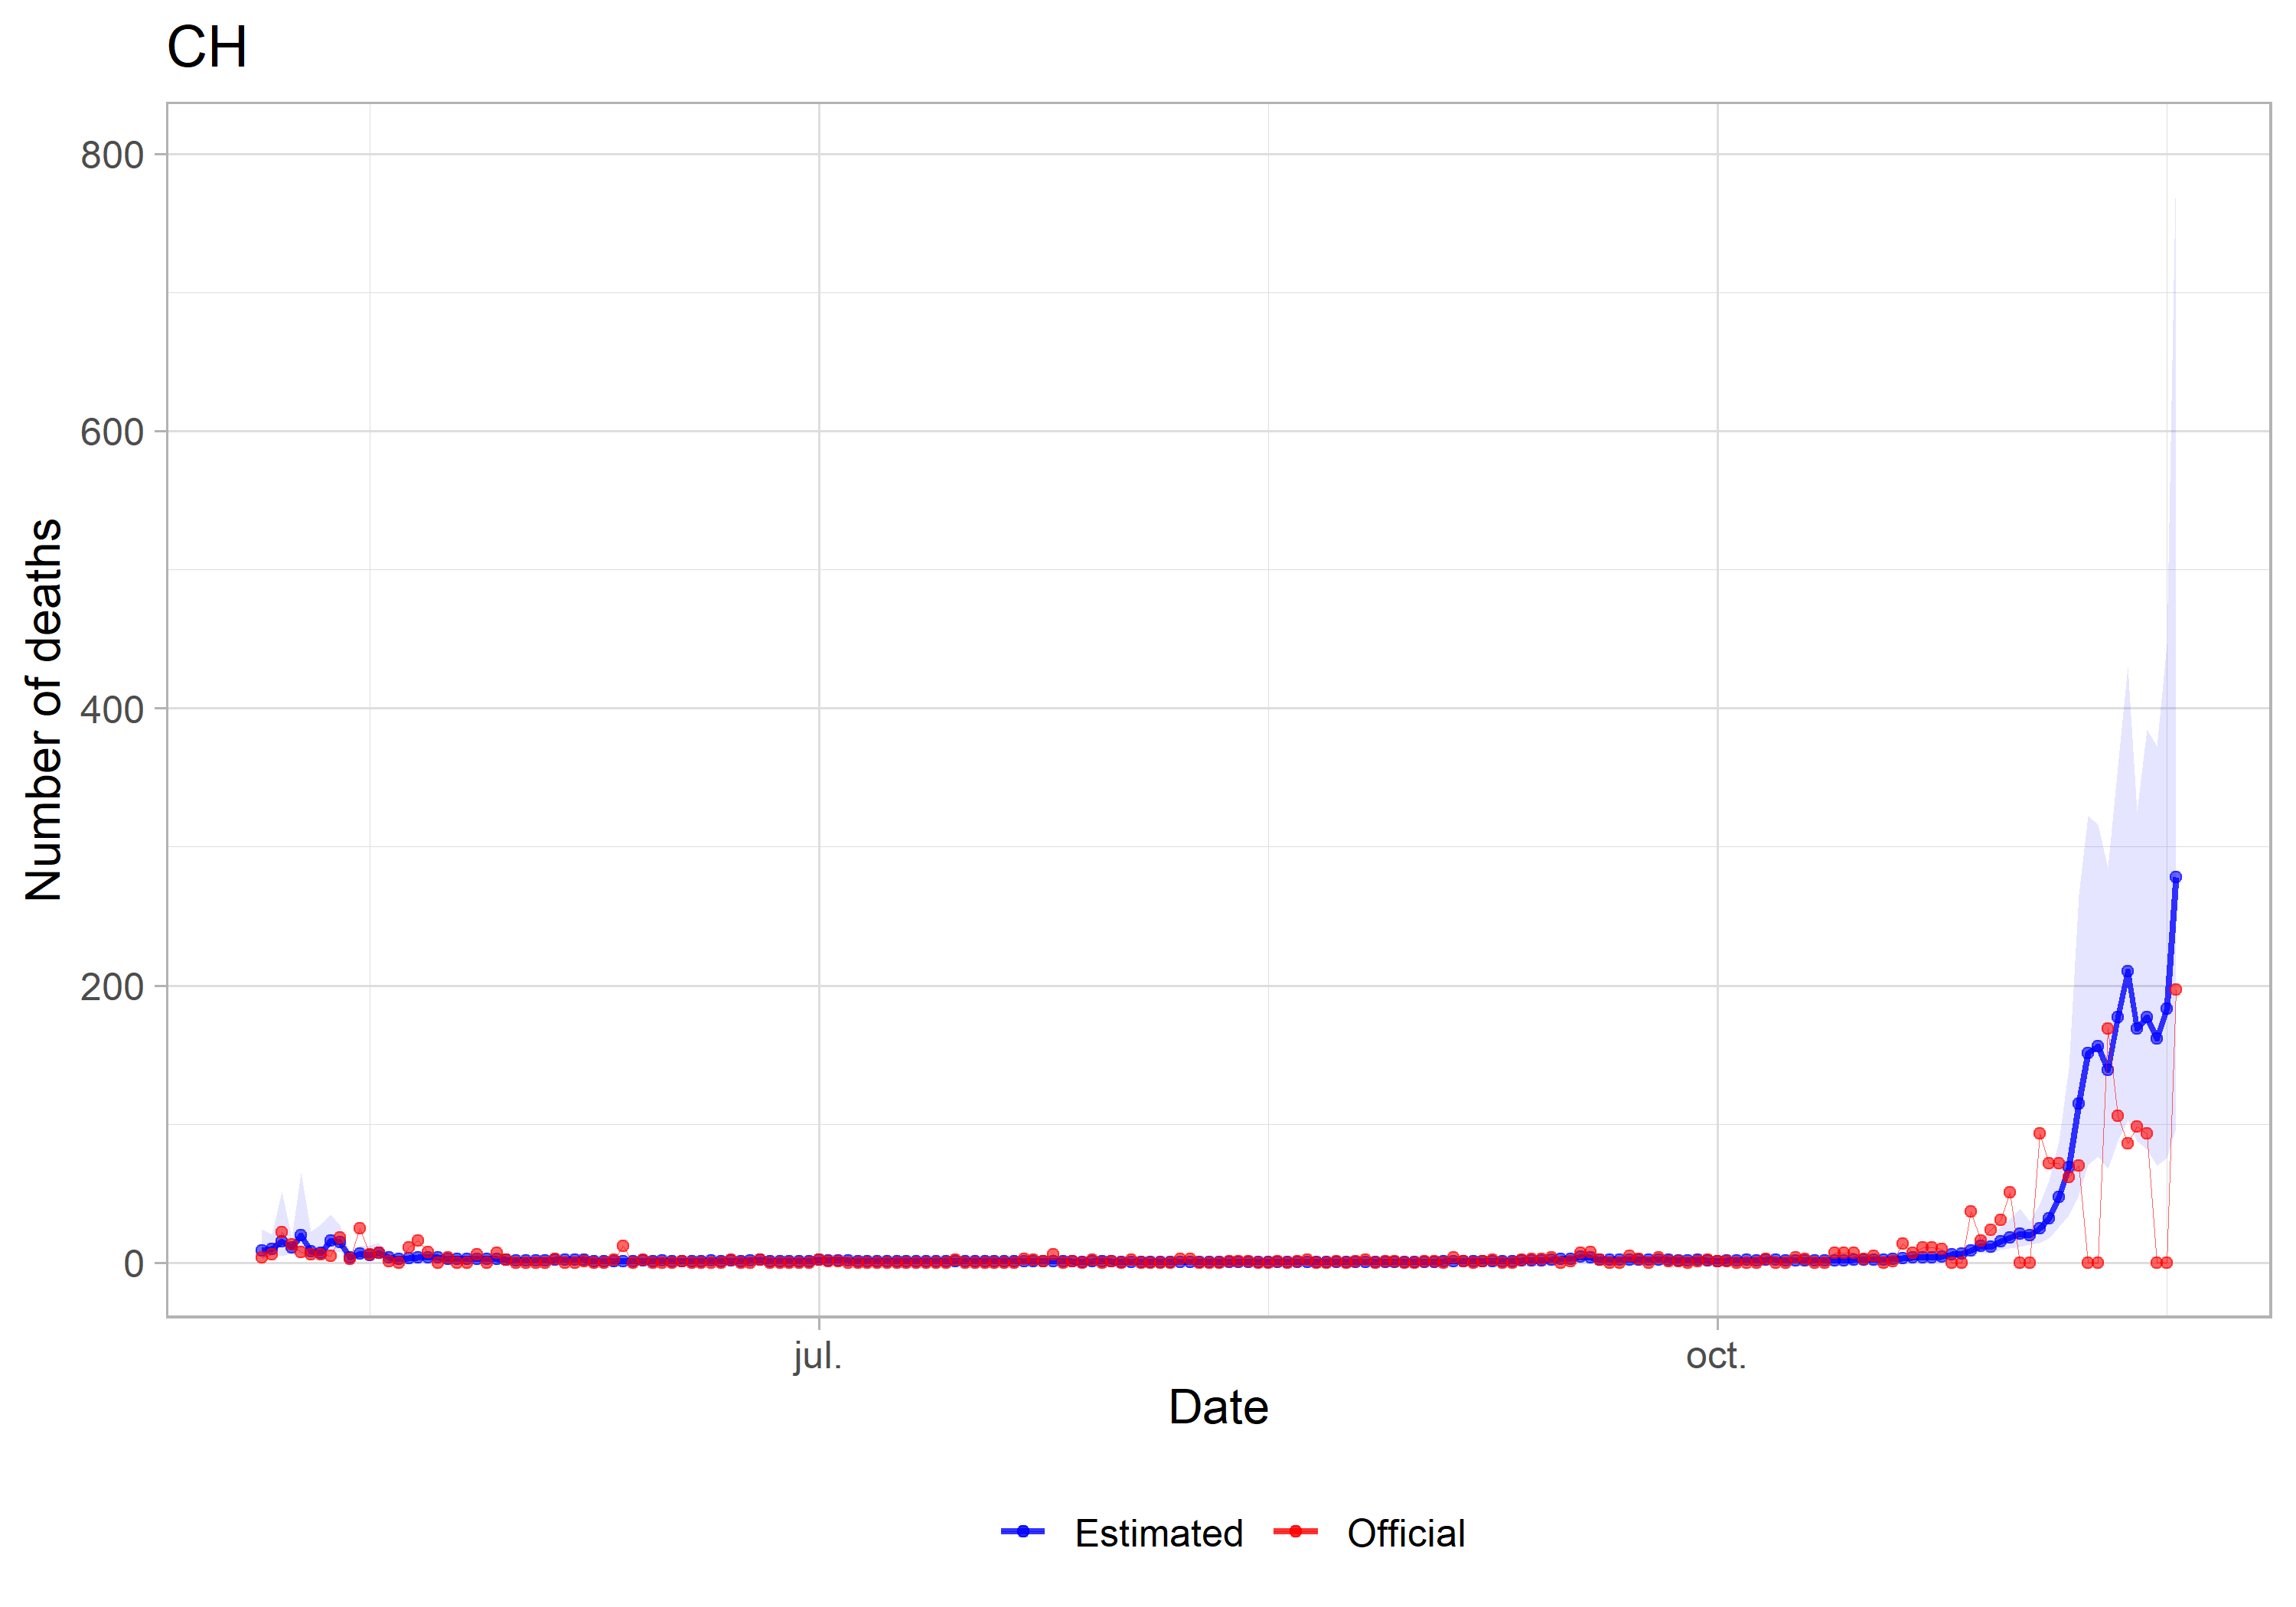 CH
Number of deaths
800
600
400
200
0
jul.
oct.
Date
Estimated
Official